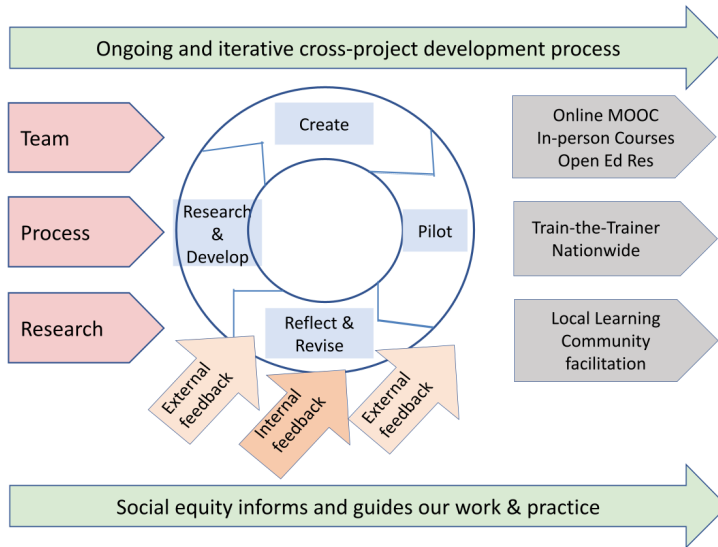 Ongoing and iterative cross-project development process
Team
Process
Research
Create
Research
&
Develop
Pilot
Reflect &
Revise
External
feedback
Internal
feedback
External
feedback
Online MOOC
In-person Courses
Open Ed Res
Train-the-Trainer
Nationwide
Local Learning
Community
facilitation
Social equity informs and guides our work & practice